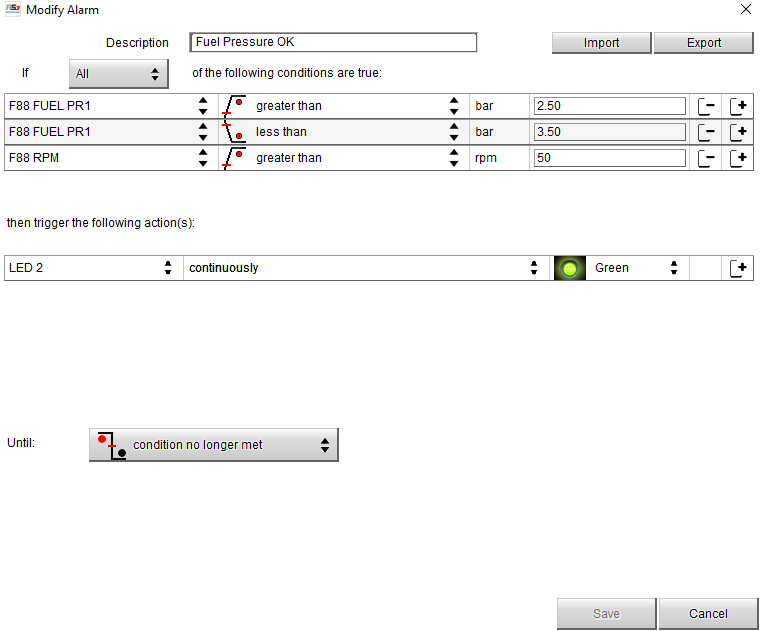 RS3 Modify Alarm
Description Fuel Pressure OK Import Export
If All of the following conditions are true:
F88 FUEL PR1 greater than bar 2.50
F88 FUEL PR1 less than bar 3.50
F88 RPM greater than rpm 50
then trigger the following action(s):
LED 2 continuously Green
Until: condition no longer met
Save Cancel